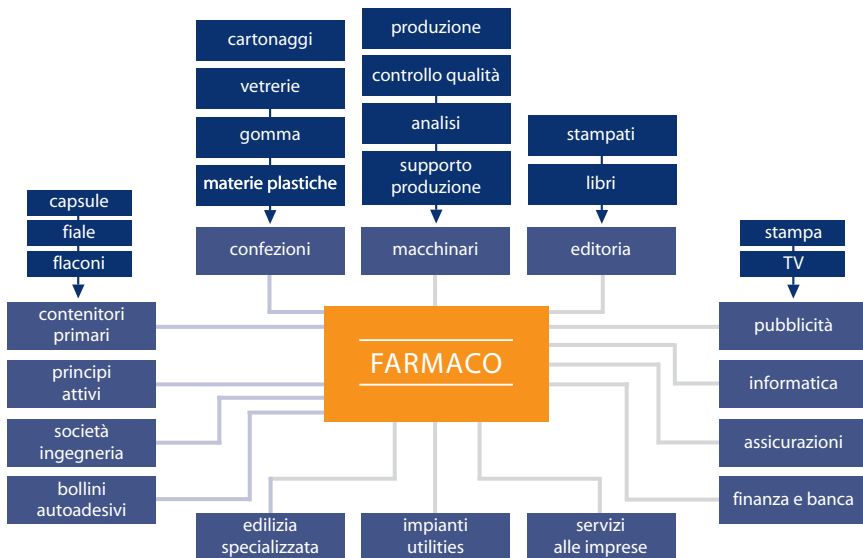 cartonaggi
vetrerie
gomma
materie plastiche
confezioni
produzione
controllo qualità
analisi
supporto
produzione
macchinari
stampati
libri
editoria
capsule
fiale
flaconi
contenitori
primari
principi
attivi
società
ingegneria
bollini
autoadesivi
FARMACO
stampa
TV
pubblicità
informatica
assicurazioni
finanza e banca
edilizia
specializzata
impianti
utilities
servizi
alle imprese